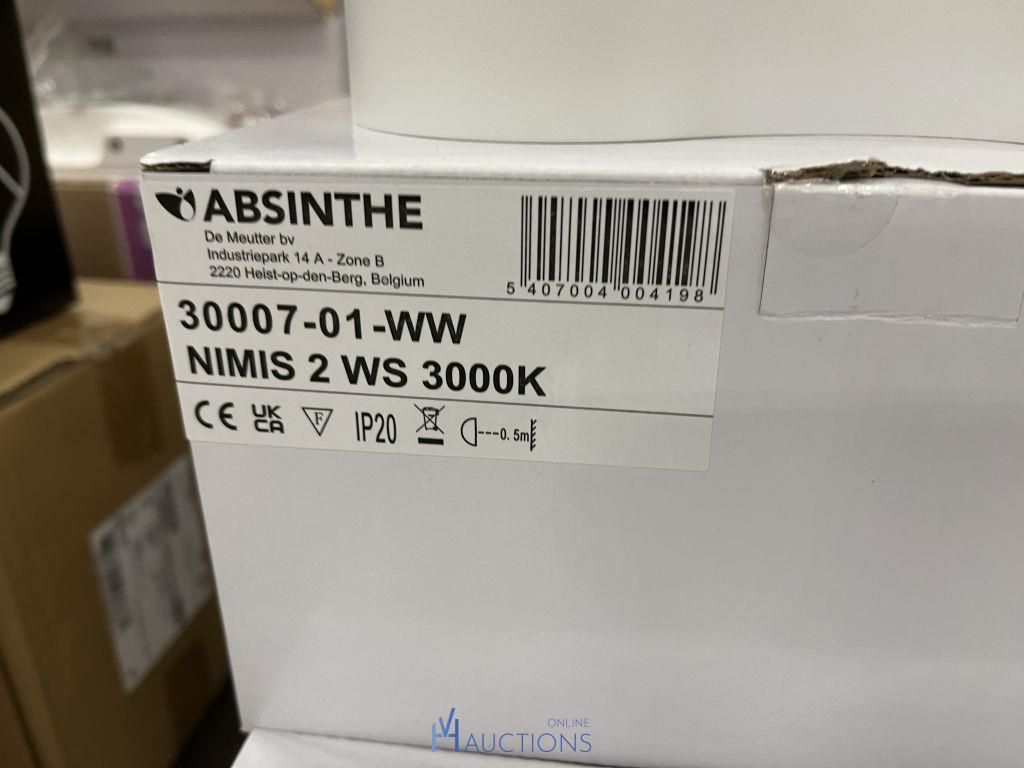 ABSINTHE
De Meutter bv
Industriepark 14 A - Zone B
2220 Heist-op-den-Berg, Belgium
5 407004 004198
30007-01-WW
NIMIS 2 WS 3000K
CE UK CA F IP20 0.5m
VH ONLINE AUCTIONS